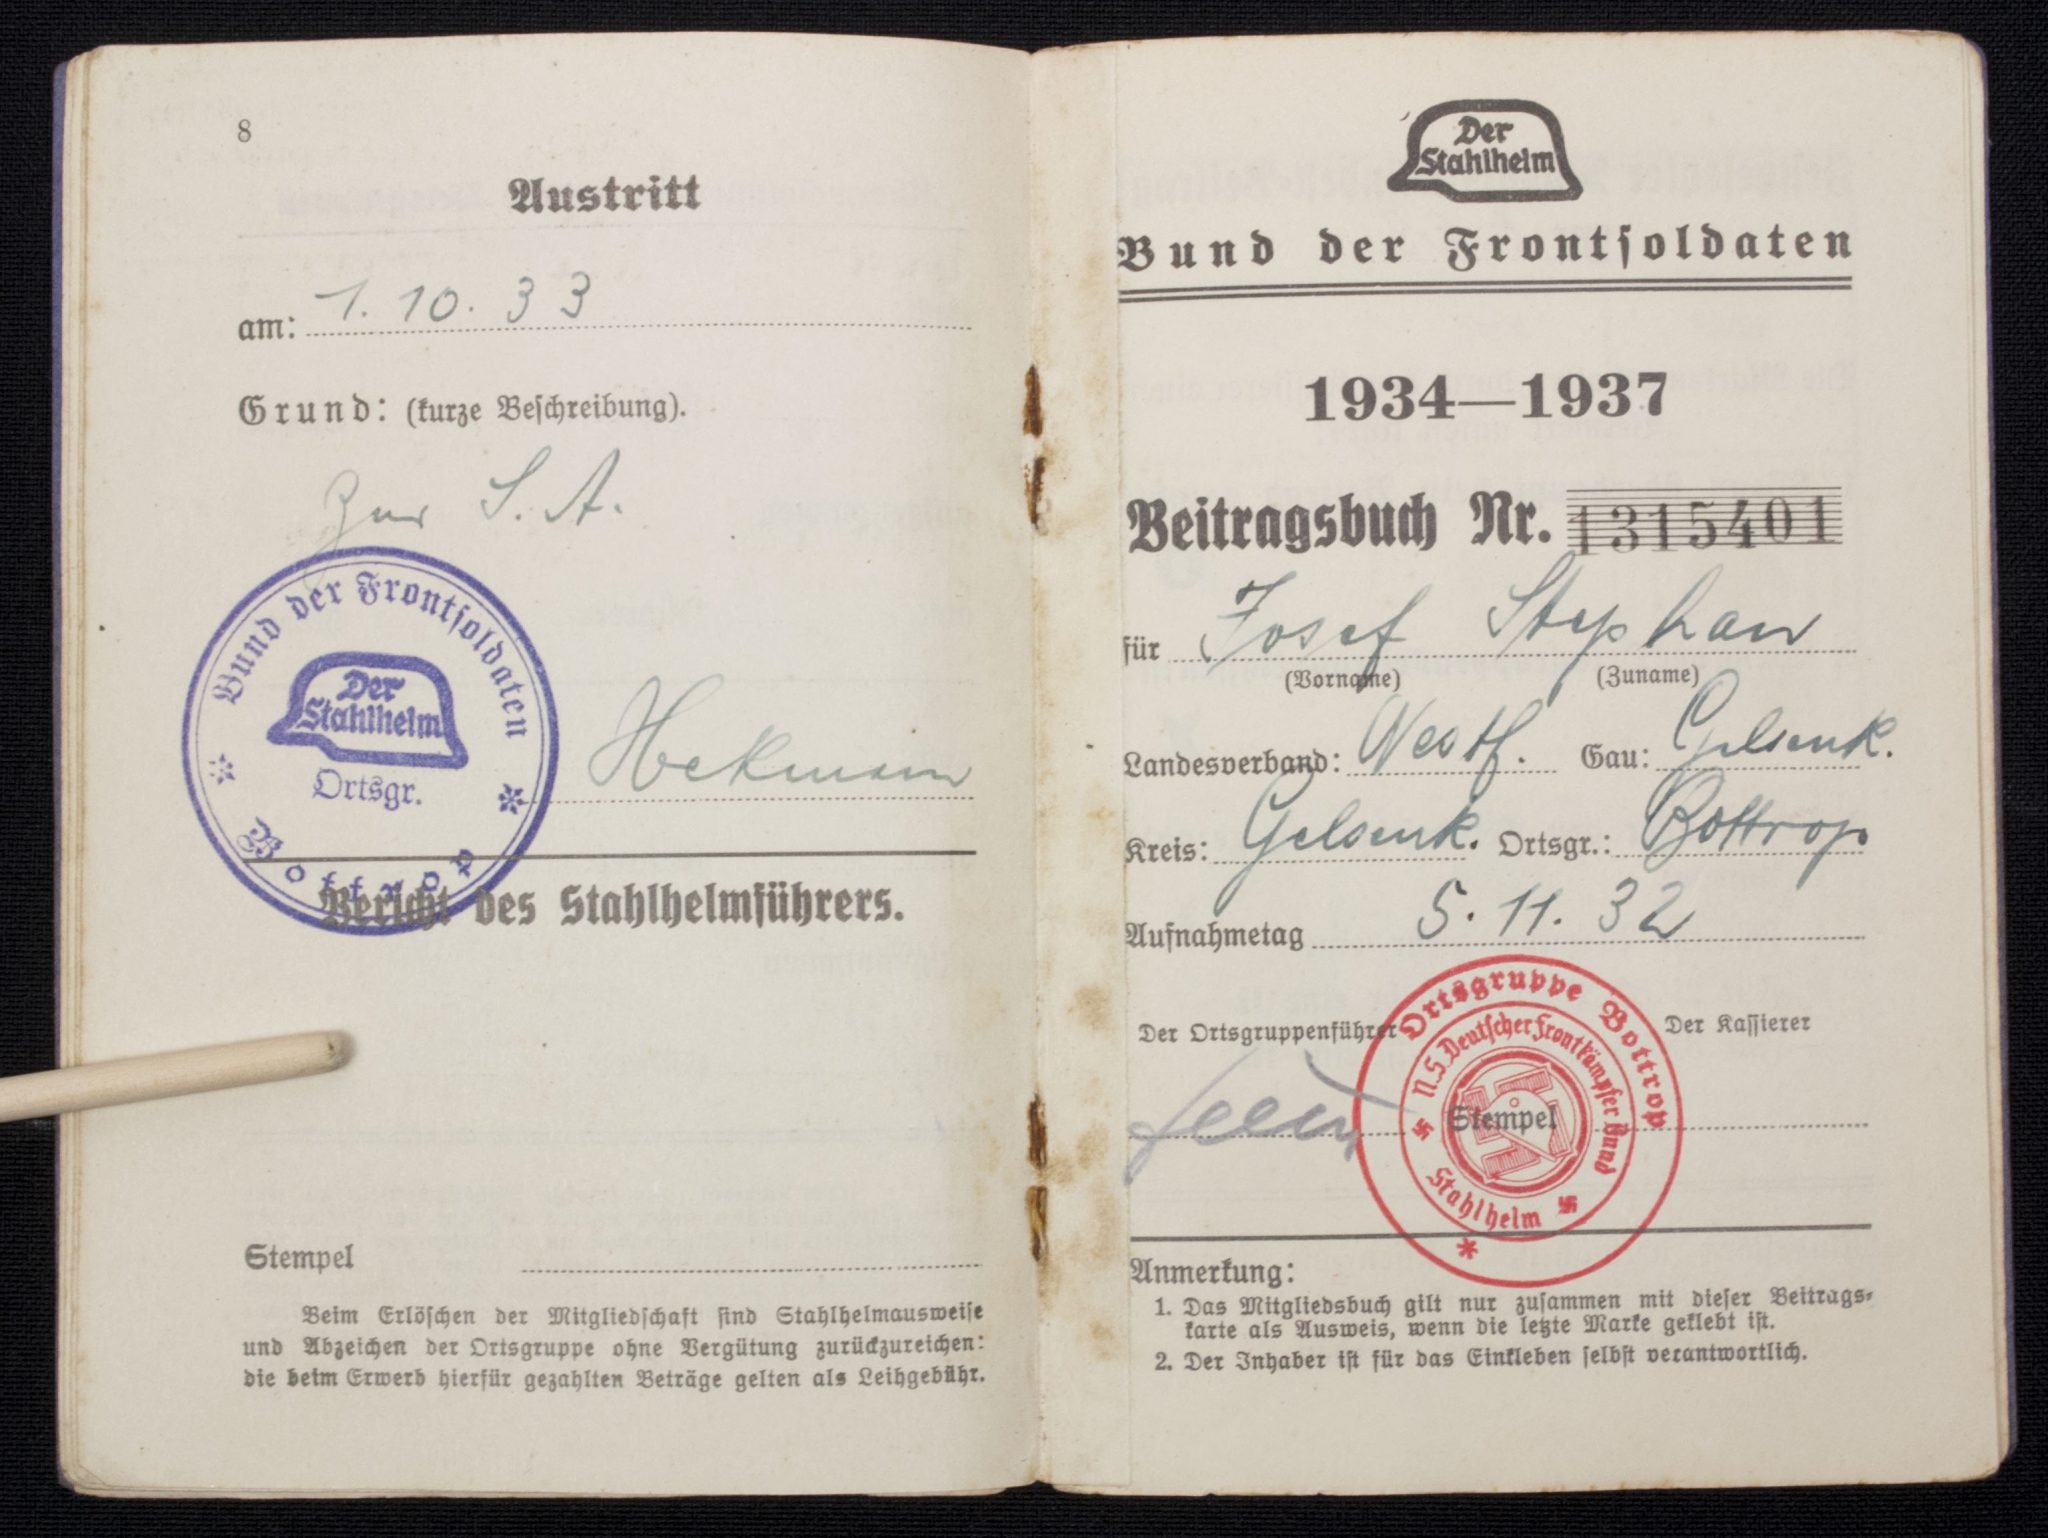 8
Austritt
am: 1. 10. 33
Grund: (kurze Beschreibung).
Zur S. A.
Bund der Frontsoldaten
Der
Stahlhelm
Ortsgr.
Bottrop
Hekmann
Bericht des Stahlhelmführers.
Stempel
Beim Erlöschen der Mitgliedschaft sind Stahlhelmausweise
und Abzeichen der Ortsgruppe ohne Vergütung zurückzureichen:
die beim Erwerb hierfür gezahlten Beträge gelten als Leihgebühr.
Der
Stahlhelm
Bund der Frontsoldaten
1934—1937
Beitragsbuch Nr. 1315401
für Josef Stephan
(Vorname) (Zuname)
Landesverband: Westf. Gau: Gelsenk.
Kreis: Gelsenk. Ortsgr.: Bottrop
Aufnahmetag 5. 11. 32
Der Ortsgruppenführer Der Kassierer
Ortsgruppe Bottrop
N.S. Deutscher Frontkämpfer Bund
Stahlhelm
Stempel
Anmerkung:
1. Das Mitgliedsbuch gilt nur zusammen mit dieser Beitrags-
karte als Ausweis, wenn die letzte Marke geklebt ist.
2. Der Inhaber ist für das Einkleben selbst verantwortlich.